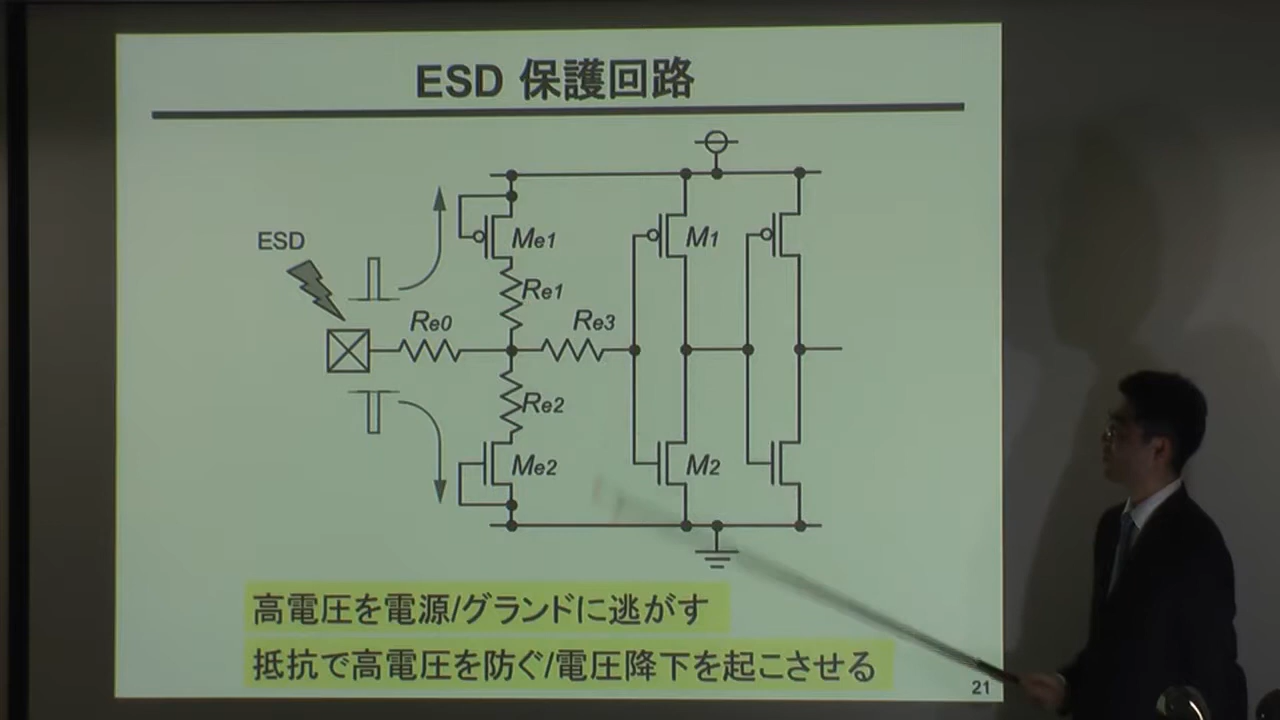 ESD 保護回路
ESD
Me1
M1
Re1
Re0
Re3
Re2
Me2
M2
高電圧を電源/グランドに逃がす
抵抗で高電圧を防ぐ/電圧降下を起こさせる
21